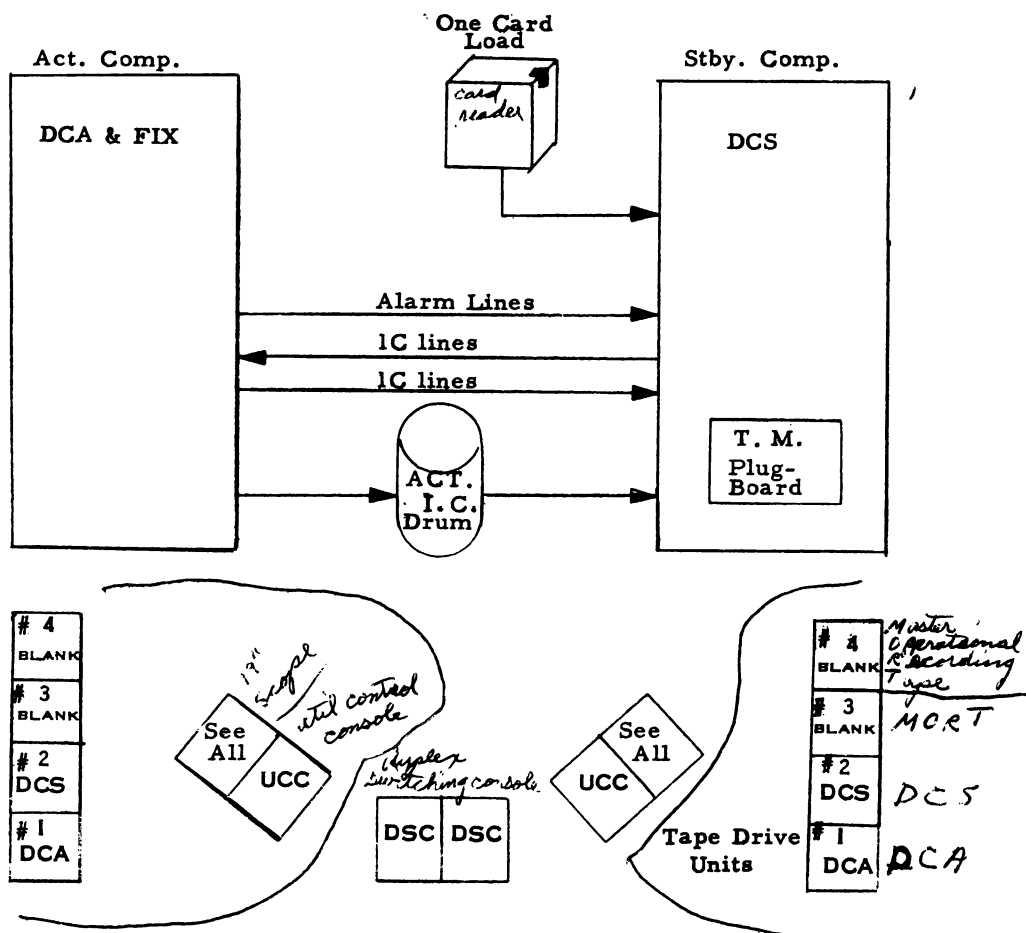 One Card
Load
Act. Comp.
Stby. Comp.
card
reader
DCA & FIX
DCS
Alarm Lines
1C lines
1C lines
ACT.
I.C.
Drum
T. M.
Plug-
Board
# 4
BLANK
# 3
BLANK
# 2
DCS
# 1
DCA
19"
Scope
util control
console
See
All
UCC
switching console
DSC DSC
See
All
UCC
Tape Drive
Units
# 4
BLANK
# 3
BLANK
# 2
DCS
# 1
DCA
Master
Operational
Recording
MORT
DCS
DCA